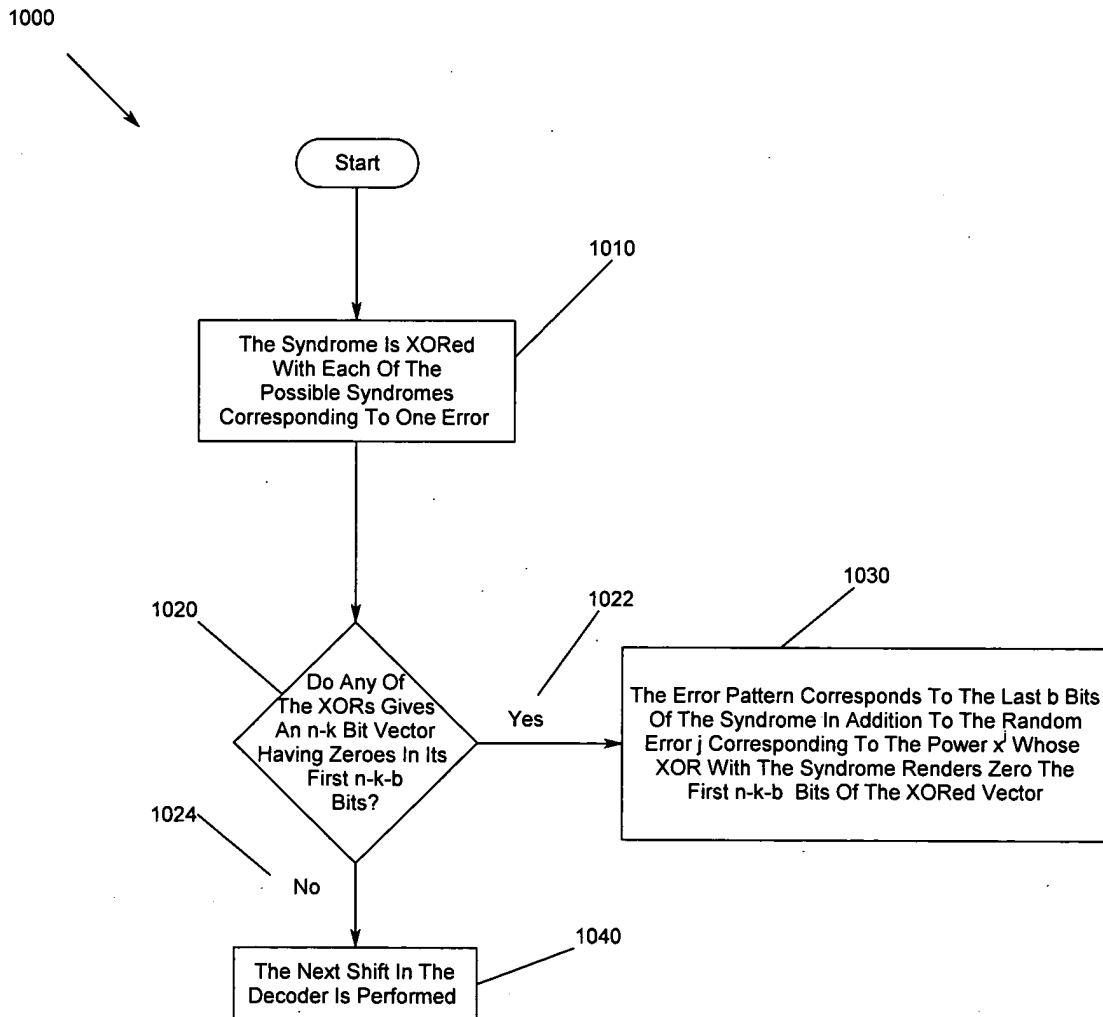 1000
Start
1010
The Syndrome Is XORed
With Each Of The
Possible Syndromes
Corresponding To One Error
1020
Do Any Of
The XORs Gives
An n-k Bit Vector
Having Zeroes In Its
First n-k-b
Bits?
1022
Yes
1030
The Error Pattern Corresponds To The Last b Bits
Of The Syndrome In Addition To The Random
Error j Corresponding To The Power x^j Whose
XOR With The Syndrome Renders Zero The
First n-k-b Bits Of The XORed Vector
1024
No
1040
The Next Shift In The
Decoder Is Performed